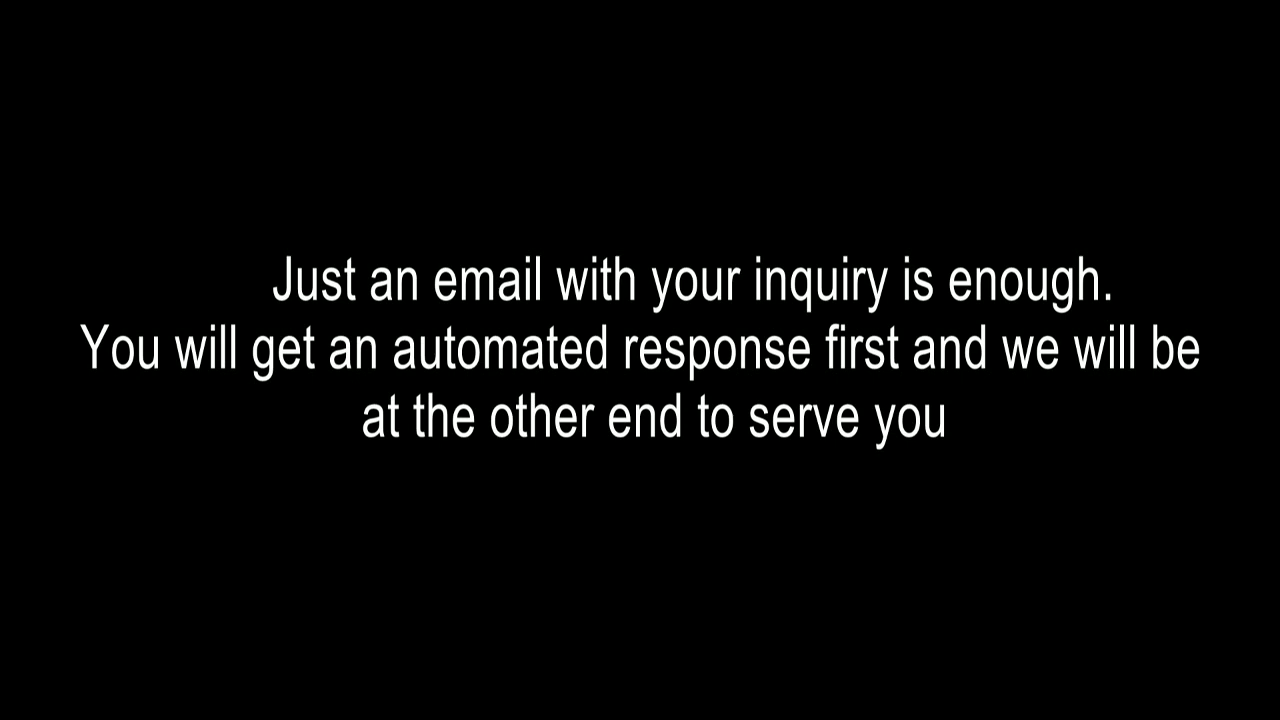 Just an email with your inquiry is enough.
You will get an automated response first and we will be
at the other end to serve you